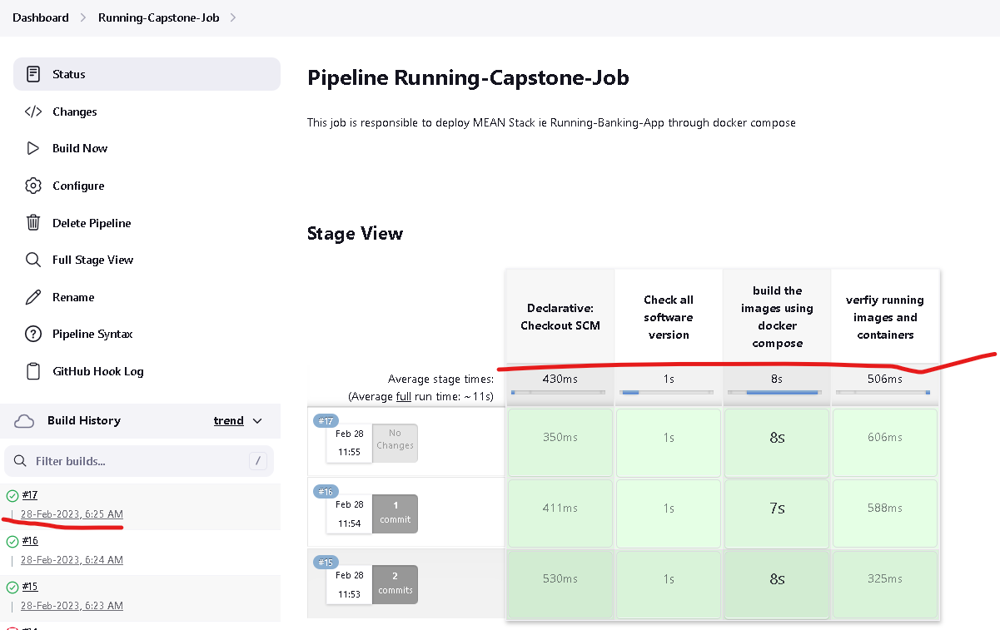 Dashboard > Running-Capstone-Job >
Status
Changes
Build Now
Configure
Delete Pipeline
Full Stage View
Rename
Pipeline Syntax
GitHub Hook Log
Build History trend
Filter builds... /
#17
28-Feb-2023, 6:25 AM
#16
28-Feb-2023, 6:24 AM
#15
28-Feb-2023, 6:23 AM
Pipeline Running-Capstone-Job
This job is responsible to deploy MEAN Stack ie Running-Banking-App through docker compose
Stage View
Declarative:
Checkout SCM
Check all
software
version
build the
images using
docker
compose
verfiy running
images and
containers
Average stage times:
(Average full run time: ~11s)
430ms 1s 8s 506ms
#17
Feb 28
11:55
No
Changes
350ms 1s 8s 606ms
#16
Feb 28
11:54
1
commit
411ms 1s 7s 588ms
#15
Feb 28
11:53
2
commits
530ms 1s 8s 325ms